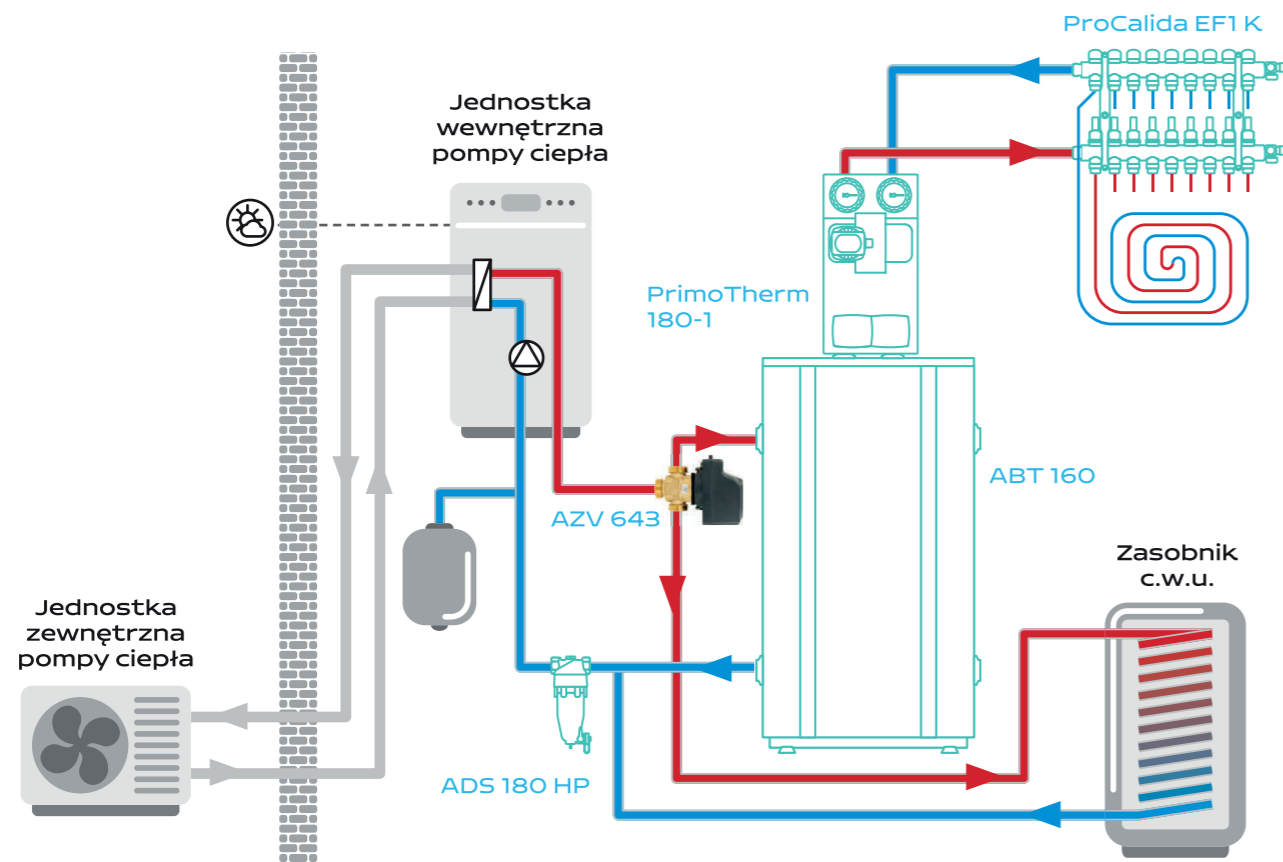 ProCalida EF1 K
Jednostka
wewnętrzna
pompy ciepła
PrimoTherm
180-1
ABT 160
AZV 643
Zasobnik
c.w.u.
Jednostka
zewnętrzna
pompy ciepła
ADS 180 HP